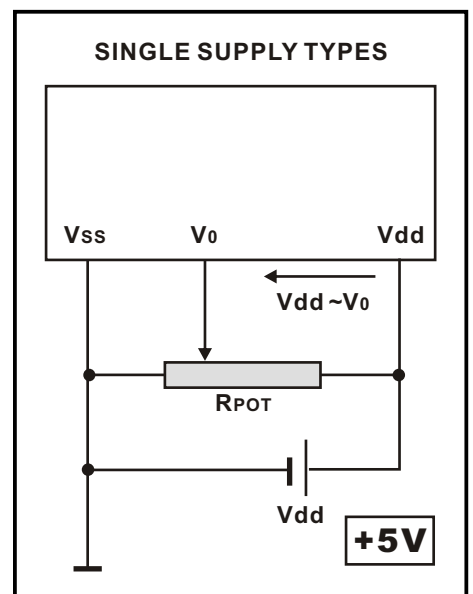 SINGLE SUPPLY TYPES
Vss V0 Vdd
Vdd ~V0
RPOT
Vdd
+5V